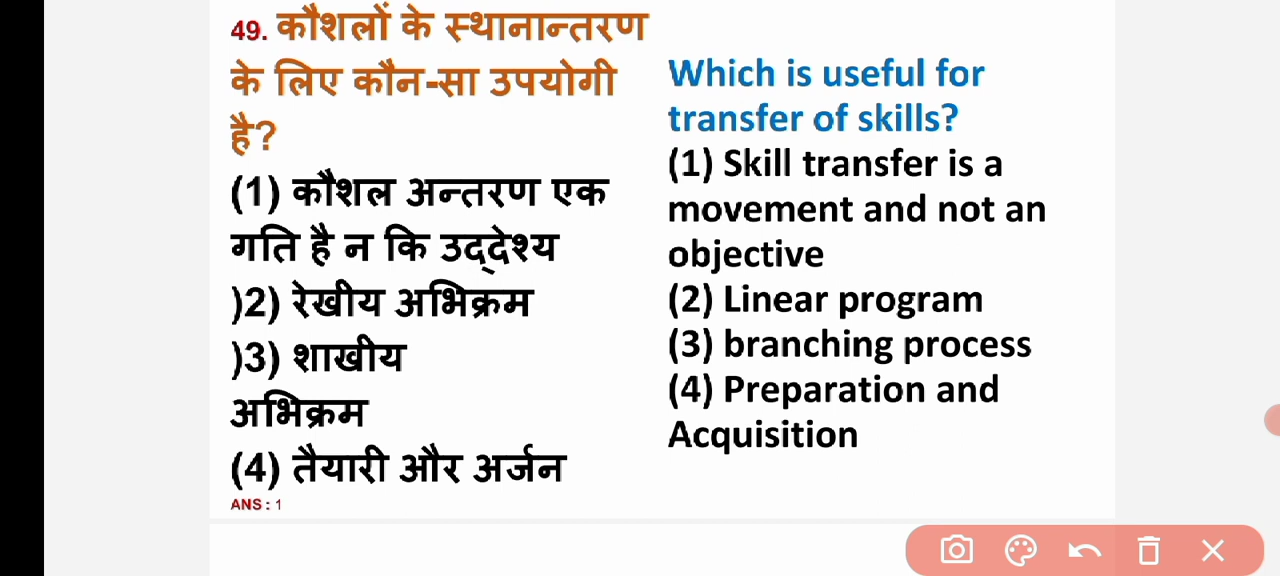 49. कौशलों के स्थानान्तरण
के लिए कौन-सा उपयोगी
है?
(1) कौशल अन्तरण एक
गति है न कि उद्देश्य
)2) रेखीय अभिक्रम
)3) शाखीय
अभिक्रम
(4) तैयारी और अर्जन
ANS : 1
Which is useful for
transfer of skills?
(1) Skill transfer is a
movement and not an
objective
(2) Linear program
(3) branching process
(4) Preparation and
Acquisition